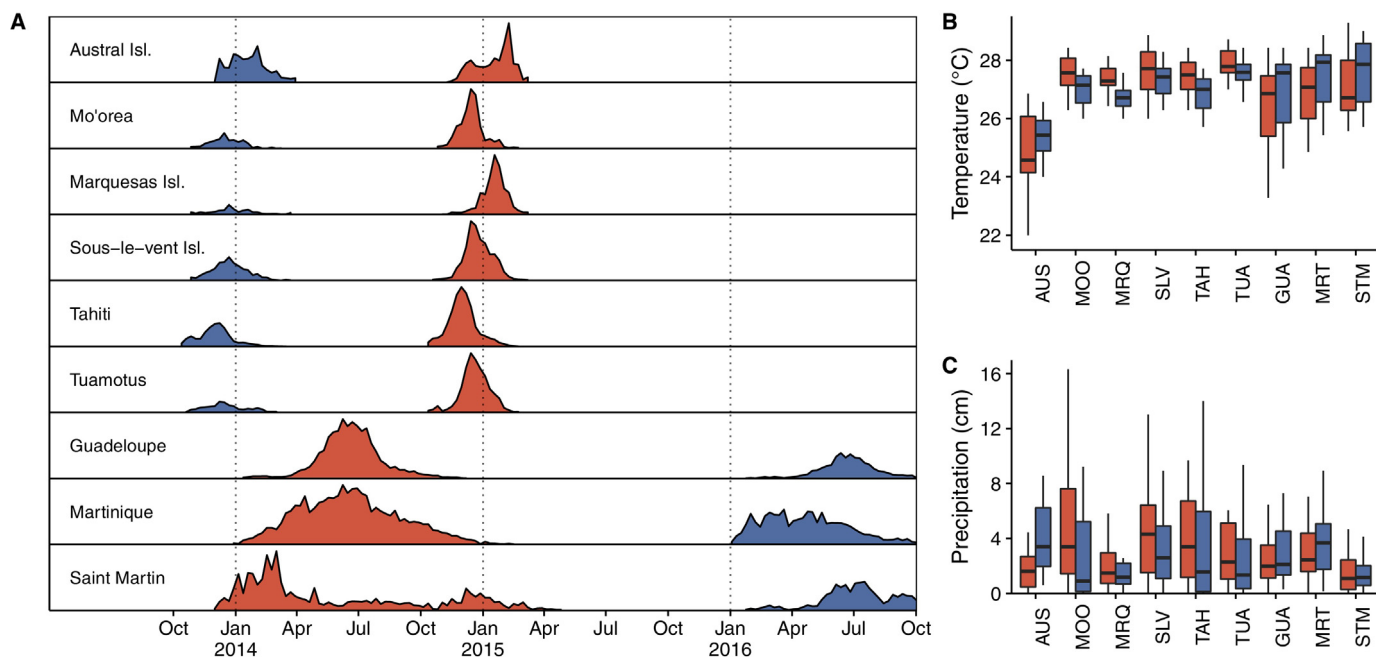 A
Austral Isl.
Mo'orea
Marquesas Isl.
Sous−le−vent Isl.
Tahiti
Tuamotus
Guadeloupe
Martinique
Saint Martin
Oct Jan Apr Jul Oct Jan Apr Jul Oct Jan Apr Jul Oct
2014 2015 2016
B
Temperature (°C)
28
26
24
22
AUS MOO MRQ SLV TAH TUA GUA MRT STM
C
Precipitation (cm)
16
12
8
4
0
AUS MOO MRQ SLV TAH TUA GUA MRT STM